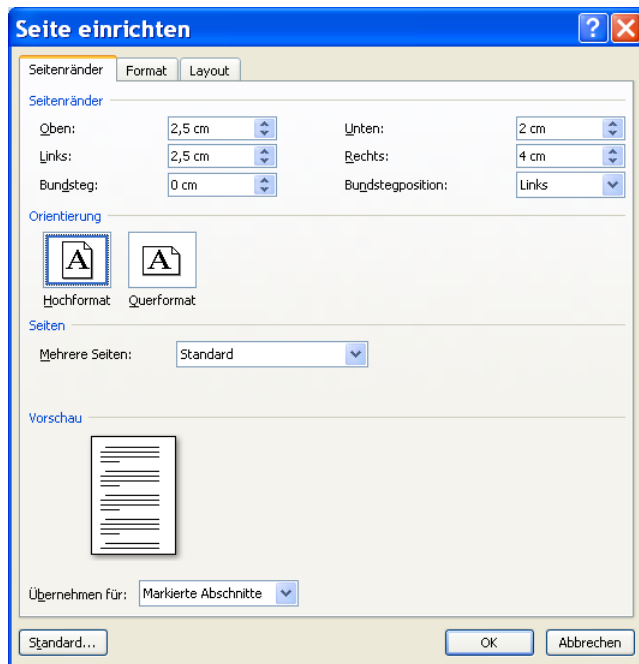 Seite einrichten
Seitenränder Format Layout
Seitenränder
Oben: 2,5 cm Unten: 2 cm
Links: 2,5 cm Rechts: 4 cm
Bundsteg: 0 cm Bundstegposition: Links
Orientierung
A A
Hochformat Querformat
Seiten
Mehrere Seiten: Standard
Vorschau
Übernehmen für: Markierte Abschnitte
Standard... OK Abbrechen